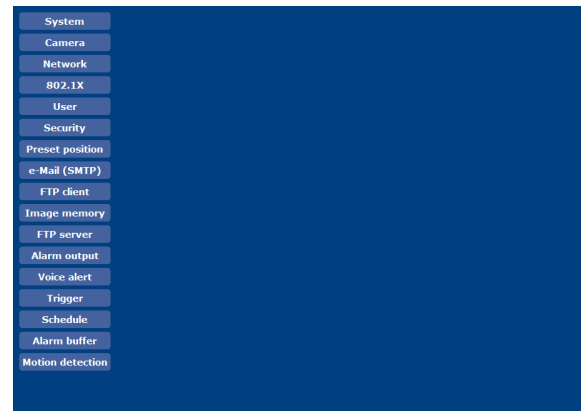 System
Camera
Network
802.1X
User
Security
Preset position
e-Mail (SMTP)
FTP client
Image memory
FTP server
Alarm output
Voice alert
Trigger
Schedule
Alarm buffer
Motion detection